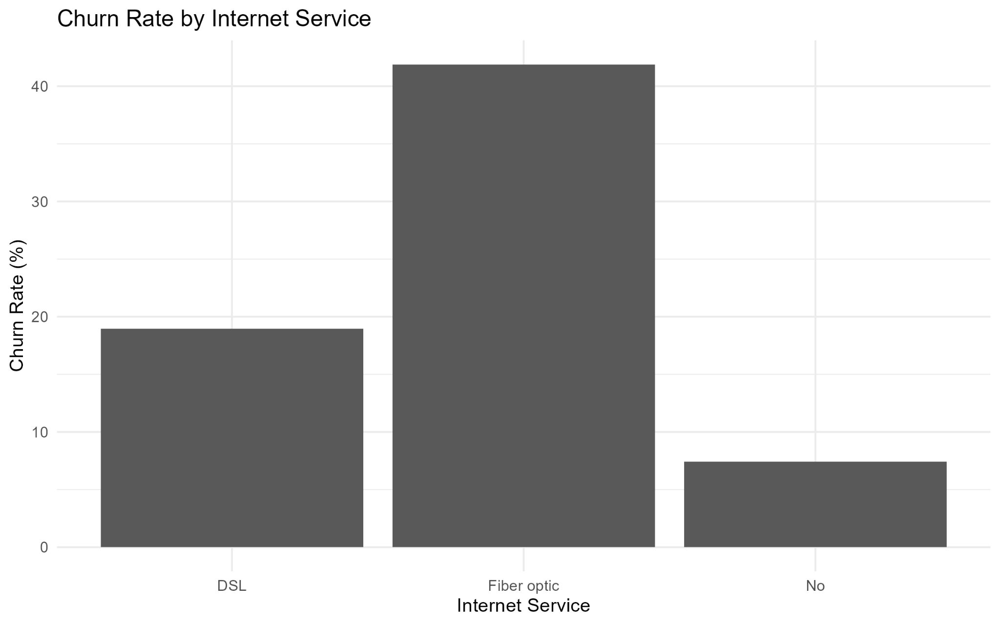 Churn Rate by Internet Service
Churn Rate (%)
40
30
20
10
0
DSL
Fiber optic
No
Internet Service